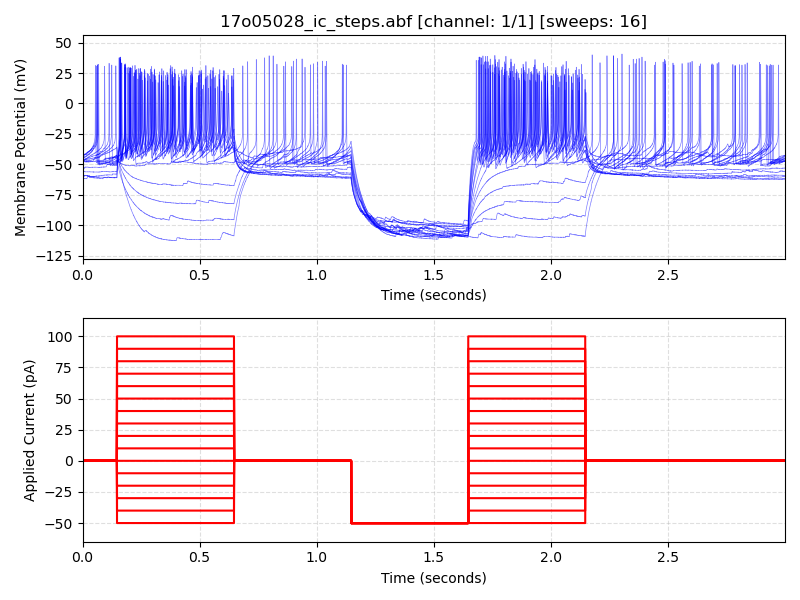 17o05028_ic_steps.abf [channel: 1/1] [sweeps: 16]
Membrane Potential (mV)
50
25
0
−25
−50
−75
−100
−125
0.0 0.5 1.0 1.5 2.0 2.5
Time (seconds)
Applied Current (pA)
100
75
50
25
0
−25
−50
0.0 0.5 1.0 1.5 2.0 2.5
Time (seconds)